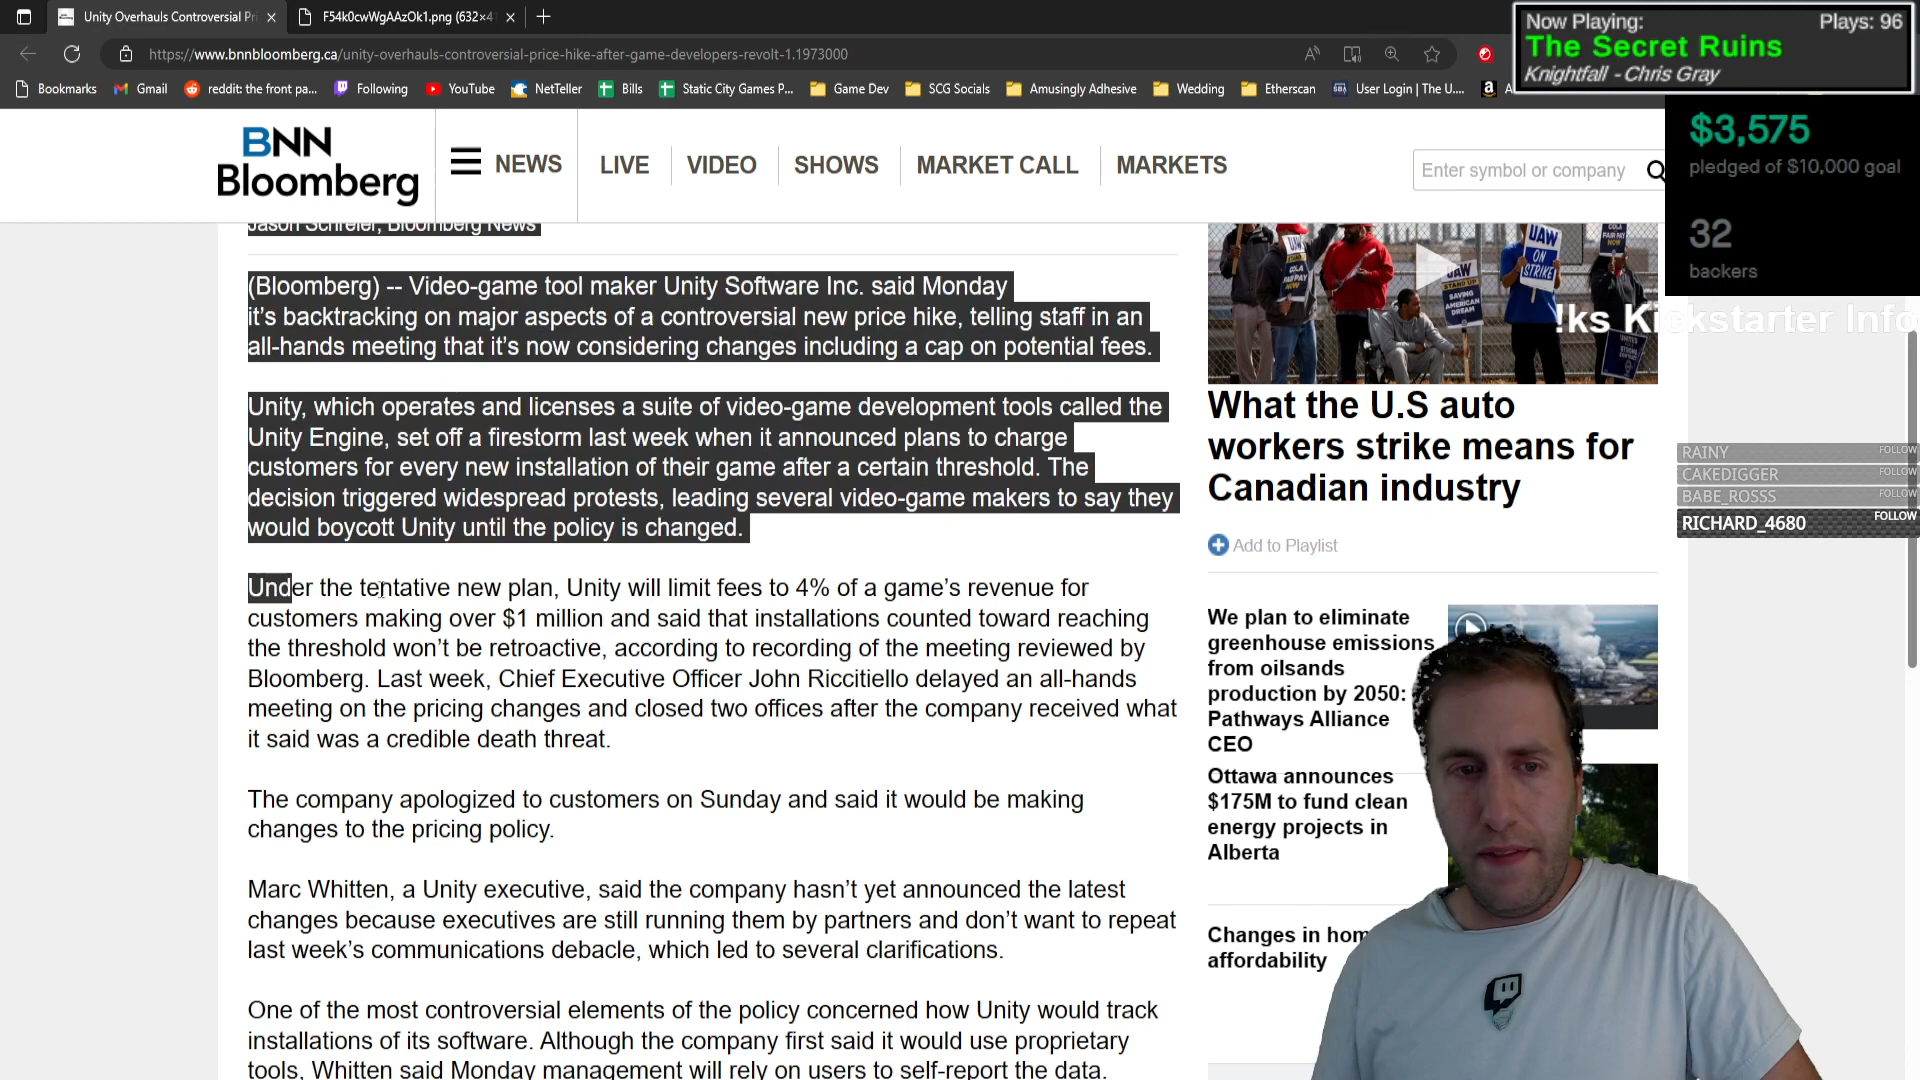 Unity Overhauls Controversial Pri
F54k0cwWgAAzOk1.png (632×41
https://www.bnnbloomberg.ca/unity-overhauls-controversial-price-hike-after-game-developers-revolt-1.1973000
Bookmarks
Gmail
reddit: the front pa...
Following
YouTube
NetTeller
Bills
Static City Games P...
Game Dev
SCG Socials
Amusingly Adhesive
Wedding
Etherscan
User Login | The U....
Now Playing:
Plays: 96
The Secret Ruins
Knightfall - Chris Gray
$3,575
pledged of $10,000 goal
32
backers
!ks Kickstarter Info
BNN
Bloomberg
NEWS
LIVE
VIDEO
SHOWS
MARKET CALL
MARKETS
Enter symbol or company
Jason Schreier, Bloomberg News
(Bloomberg) -- Video-game tool maker Unity Software Inc. said Monday
it's backtracking on major aspects of a controversial new price hike, telling staff in an
all-hands meeting that it's now considering changes including a cap on potential fees.
Unity, which operates and licenses a suite of video-game development tools called the
Unity Engine, set off a firestorm last week when it announced plans to charge
customers for every new installation of their game after a certain threshold. The
decision triggered widespread protests, leading several video-game makers to say they
would boycott Unity until the policy is changed.
Under the tentative new plan, Unity will limit fees to 4% of a game's revenue for
customers making over $1 million and said that installations counted toward reaching
the threshold won't be retroactive, according to recording of the meeting reviewed by
Bloomberg. Last week, Chief Executive Officer John Riccitiello delayed an all-hands
meeting on the pricing changes and closed two offices after the company received what
it said was a credible death threat.
The company apologized to customers on Sunday and said it would be making
changes to the pricing policy.
Marc Whitten, a Unity executive, said the company hasn't yet announced the latest
changes because executives are still running them by partners and don't want to repeat
last week's communications debacle, which led to several clarifications.
One of the most controversial elements of the policy concerned how Unity would track
installations of its software. Although the company first said it would use proprietary
tools, Whitten said Monday management will rely on users to self-report the data.
UAW
ON
STRIKE
UAW
STAND UP
SAVING
AMERICAN
DREAM
What the U.S auto
workers strike means for
Canadian industry
Add to Playlist
We plan to eliminate
greenhouse emissions
from oilsands
production by 2050:
Pathways Alliance
CEO
Ottawa announces
$175M to fund clean
energy projects in
Alberta
Changes in hom
affordability
RAINY FOLLOW
CAKEDIGGER FOLLOW
BABE_ROSSS FOLLOW
RICHARD_4680 FOLLOW